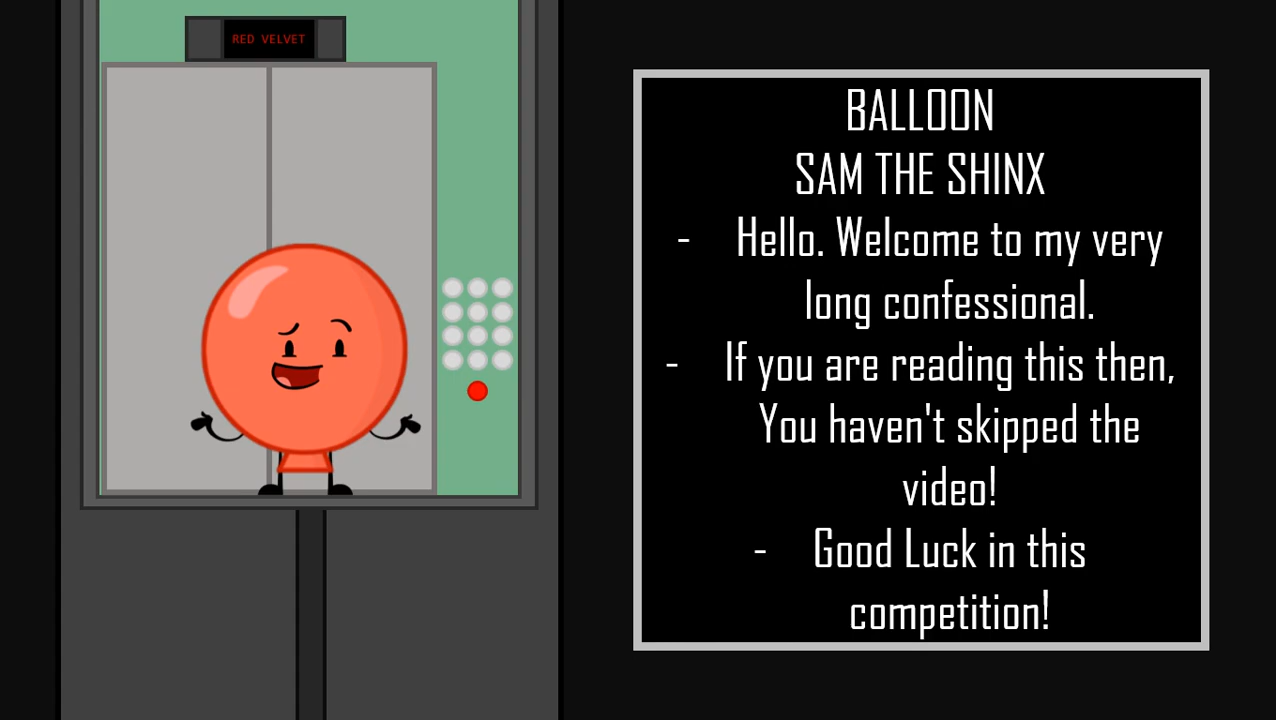 RED VELVET
BALLOON
SAM THE SHINX
- Hello. Welcome to my very
long confessional.
- If you are reading this then,
You haven't skipped the
video!
- Good Luck in this
competition!